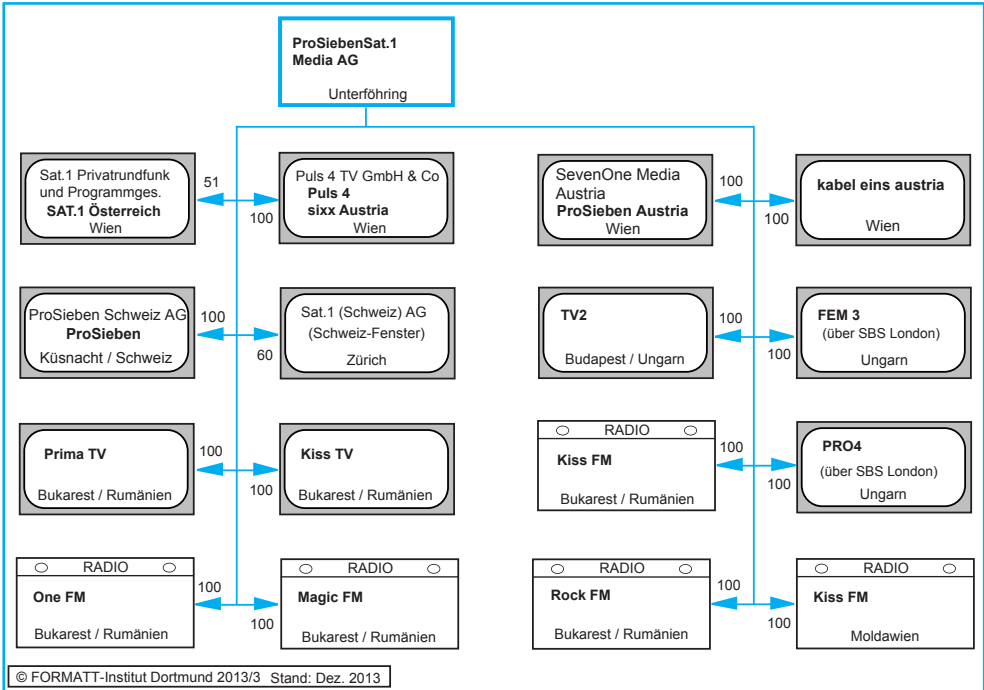 ProSiebenSat.1
Media AG
Unterföhring
Sat.1 Privatrundfunk
und Programmges.
SAT.1 Österreich
Wien
51
100
Puls 4 TV GmbH & Co
Puls 4
sixx Austria
Wien
SevenOne Media
Austria
ProSieben Austria
Wien
100
100
kabel eins austria
Wien
ProSieben Schweiz AG
ProSieben
Küsnacht / Schweiz
100
60
Sat.1 (Schweiz) AG
(Schweiz-Fenster)
Zürich
TV2
Budapest / Ungarn
100
100
FEM 3
(über SBS London)
Ungarn
Prima TV
Bukarest / Rumänien
100
100
Kiss TV
Bukarest / Rumänien
RADIO
Kiss FM
Bukarest / Rumänien
100
100
PRO4
(über SBS London)
Ungarn
RADIO
One FM
Bukarest / Rumänien
100
100
RADIO
Magic FM
Bukarest / Rumänien
RADIO
Rock FM
Bukarest / Rumänien
100
100
RADIO
Kiss FM
Moldawien
© FORMATT-Institut Dortmund 2013/3 Stand: Dez. 2013